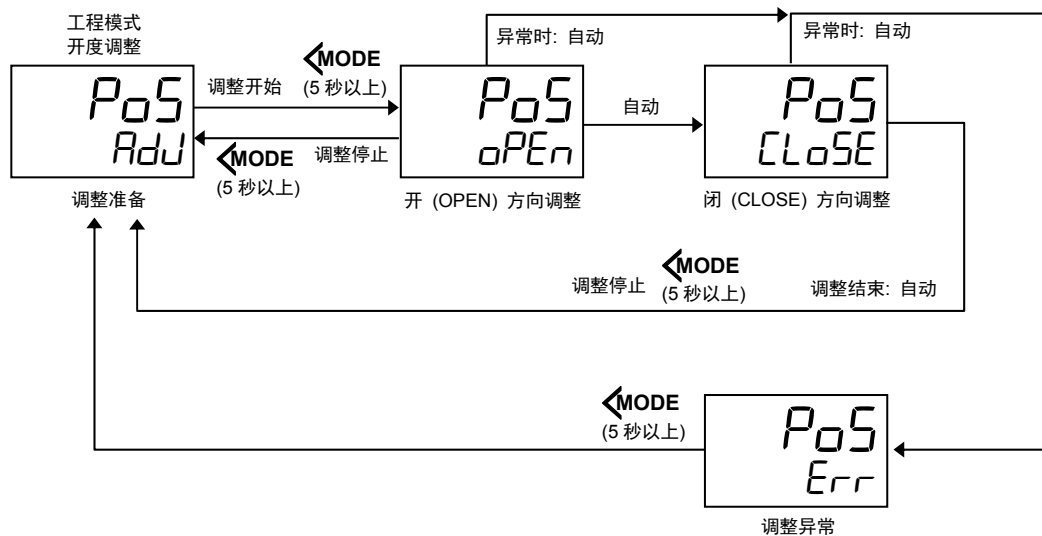 工程模式
开度调整
PoS
AdJ
调整准备
调整开始
MODE
(5 秒以上)
MODE
(5 秒以上)
调整停止
异常时: 自动
PoS
oPEn
开 (OPEN) 方向调整
自动
异常时: 自动
PoS
CLoSE
闭 (CLOSE) 方向调整
调整停止
MODE
(5 秒以上)
调整结束: 自动
MODE
(5 秒以上)
PoS
Err
调整异常